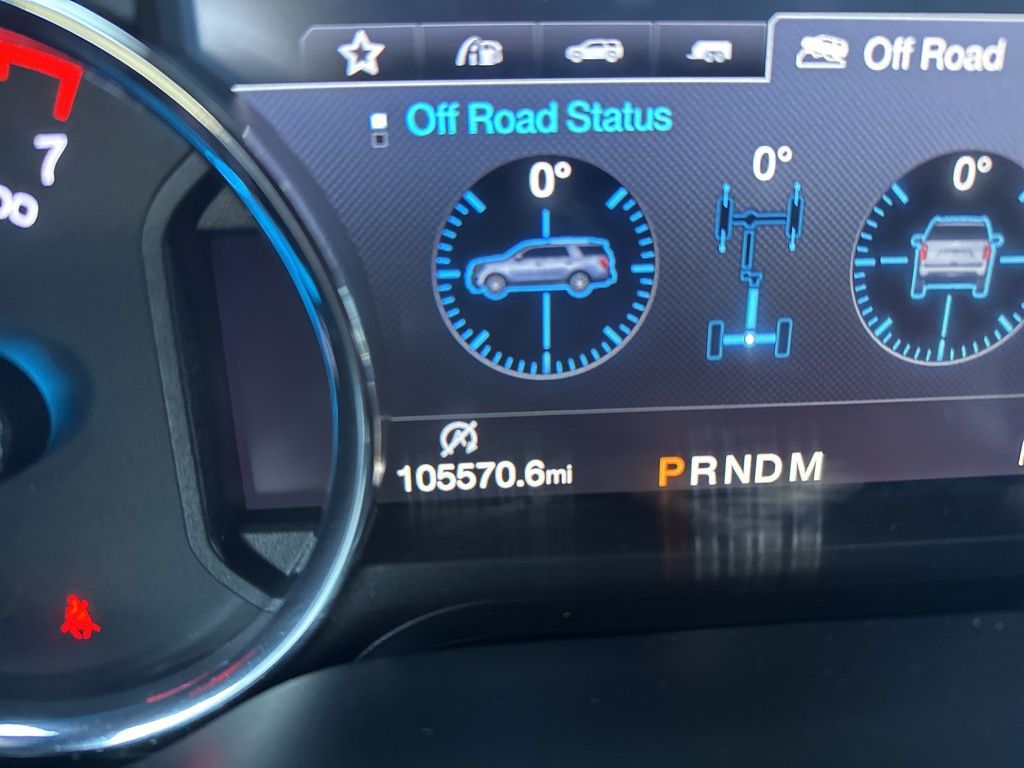 Off Road
Off Road Status
0°
0°
0°
7
105570.6mi
PRNDM